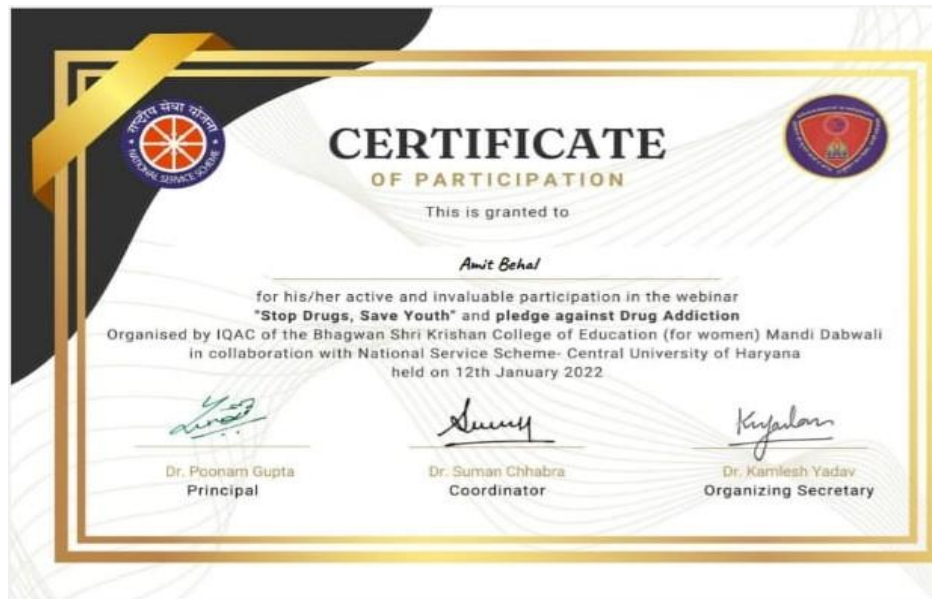 राष्ट्रीय सेवा योजना
NATIONAL SERVICE SCHEME
CERTIFICATE
OF PARTICIPATION
This is granted to
Amit Behal
for his/her active and invaluable participation in the webinar
"Stop Drugs, Save Youth" and pledge against Drug Addiction
Organised by IQAC of the Bhagwan Shri Krishan College of Education (for women) Mandi Dabwali
in collaboration with National Service Scheme- Central University of Haryana
held on 12th January 2022
Dr. Poonam Gupta
Dr. Suman Chhabra
Dr. Kamlesh Yadav
Principal
Coordinator
Organizing Secretary